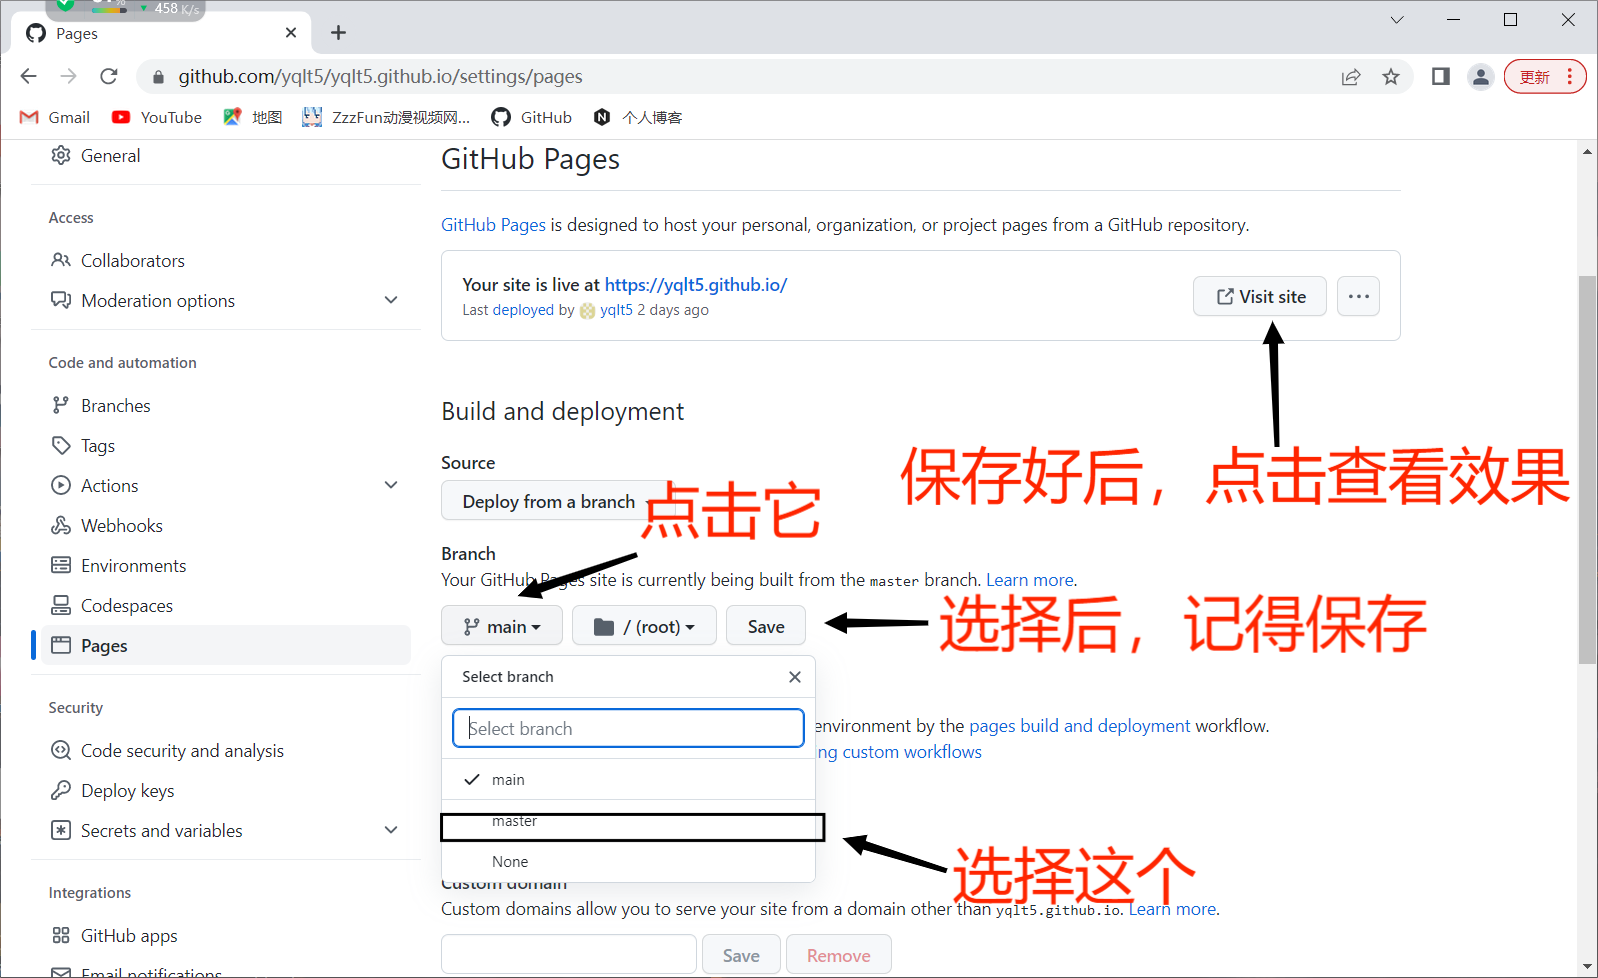 458 K/s
Pages
github.com/yqlt5/yqlt5.github.io/settings/pages
更新
Gmail
YouTube
地图
ZzzFun动漫视频网...
GitHub
个人博客
General
Access
Collaborators
Moderation options
Code and automation
Branches
Tags
Actions
Webhooks
Environments
Codespaces
Pages
Security
Code security and analysis
Deploy keys
Secrets and variables
Integrations
GitHub apps
Email notifications
GitHub Pages
GitHub Pages is designed to host your personal, organization, or project pages from a GitHub repository.
Your site is live at https://yqlt5.github.io/
Last deployed by yqlt5 2 days ago
Visit site
保存好后，点击查看效果
Build and deployment
Source
Deploy from a branch
点击它
Branch
Your GitHub Pages site is currently being built from the master branch. Learn more.
main
/ (root)
Save
选择后，记得保存
Select branch
Select branch
environment by the pages build and deployment workflow.
ng custom workflows
main
master
None
选择这个
Custom domain
Custom domains allow you to serve your site from a domain other than yqlt5.github.io. Learn more.
Save
Remove